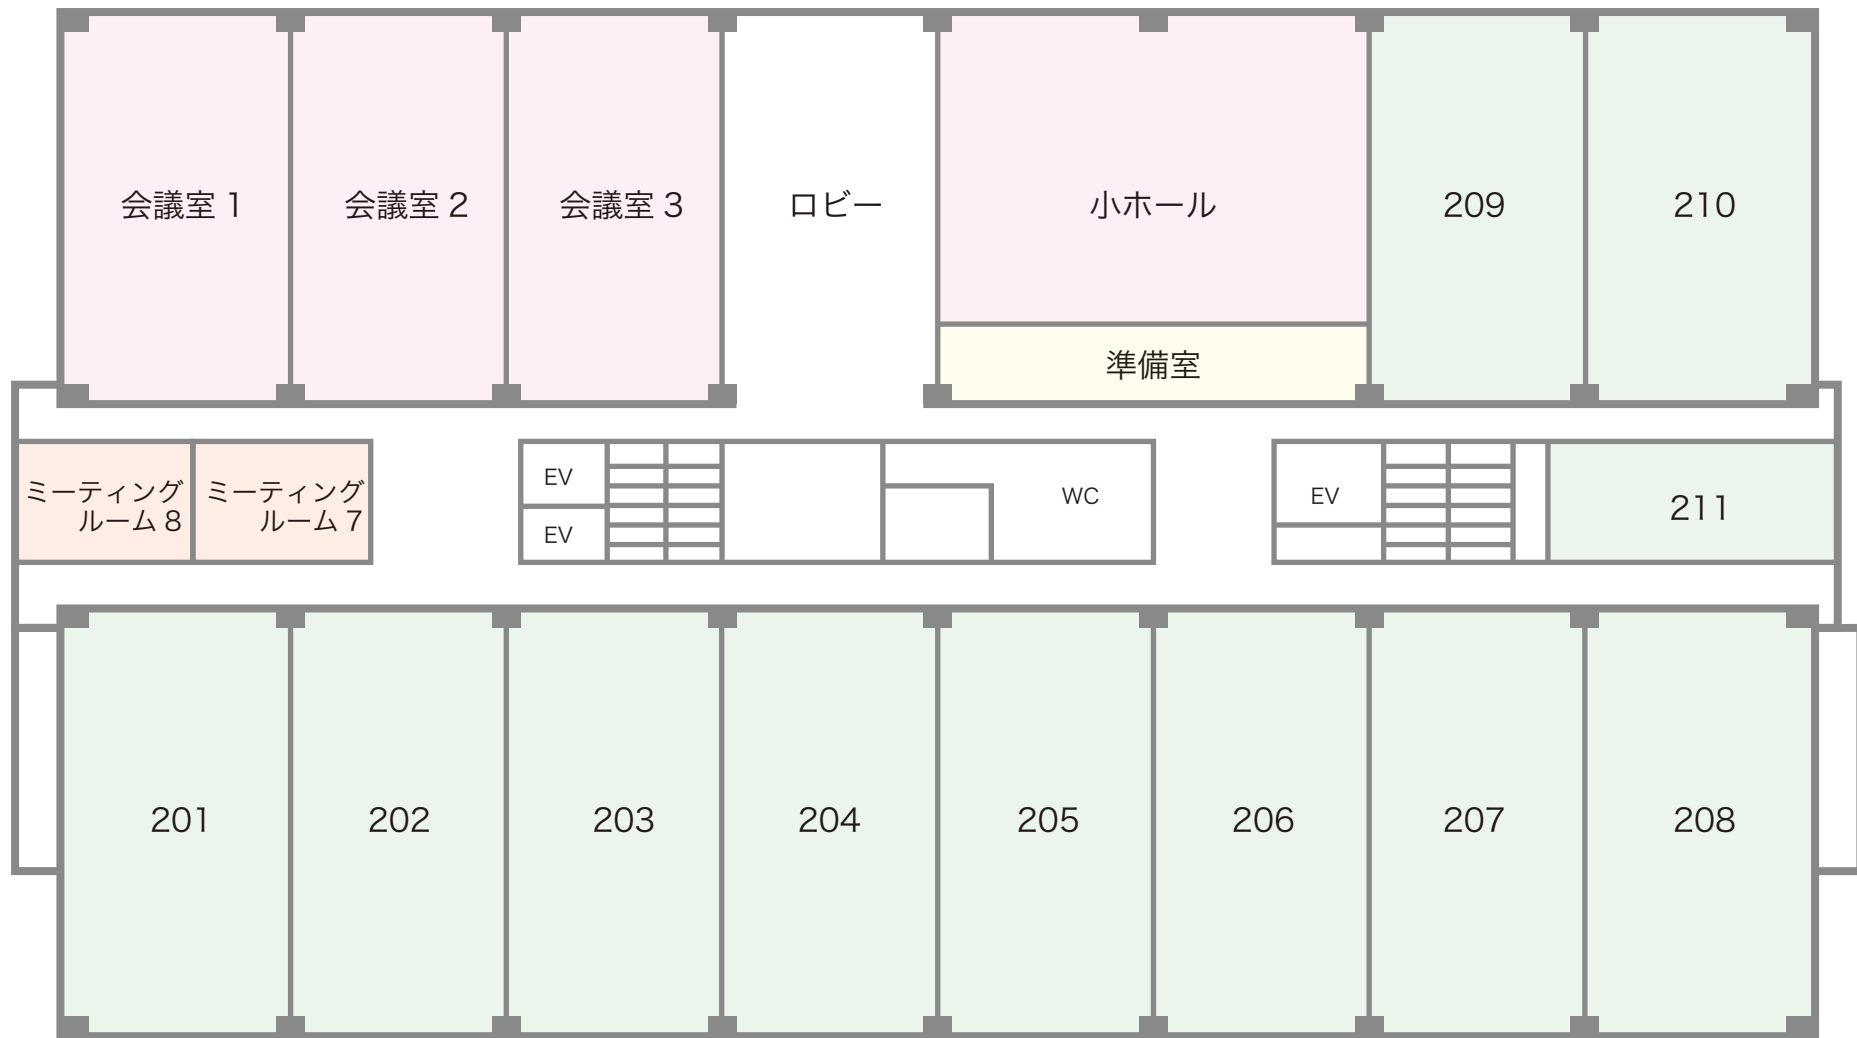 会議室 1
会議室 2
会議室 3
ロビー
小ホール
209
210
準備室
ミーティング
ルーム 8
ミーティング
ルーム 7
EV
EV
WC
EV
211
201
202
203
204
205
206
207
208